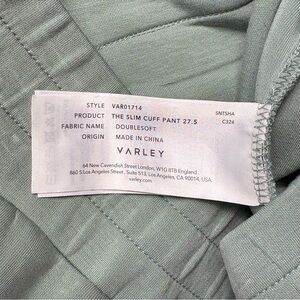 STYLE VAR01714 SNTSHA
PRODUCT THE SLIM CUFF PANT 27.5 C324
FABRIC NAME DOUBLESOFT
ORIGIN MADE IN CHINA
VARLEY
64 New Cavendish Street London, W1G 8TB England
860 S Los Angeles Street, Suite 513, Los Angeles, CA 90014, USA
varley.com